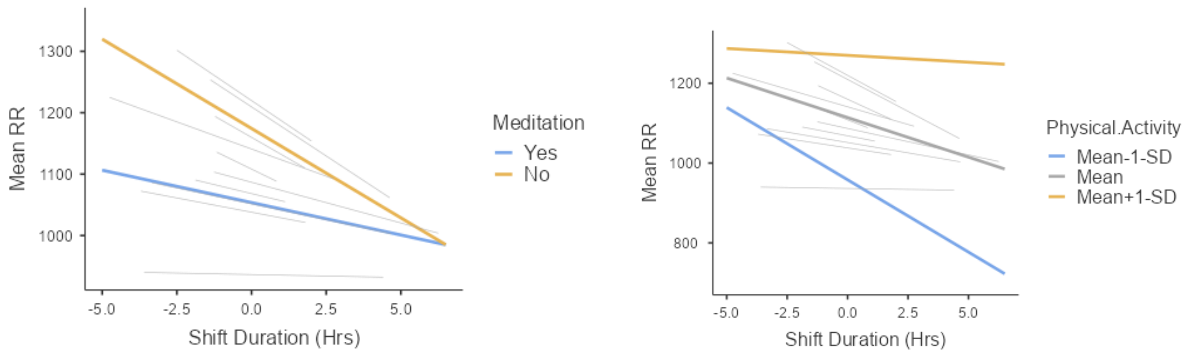 1300
1200
1100
1000
Mean RR
-5.0 -2.5 0.0 2.5 5.0
Shift Duration (Hrs)
Meditation
Yes
No
1200
1000
800
Mean RR
-5.0 -2.5 0.0 2.5 5.0
Shift Duration (Hrs)
Physical.Activity
Mean-1-SD
Mean
Mean+1-SD